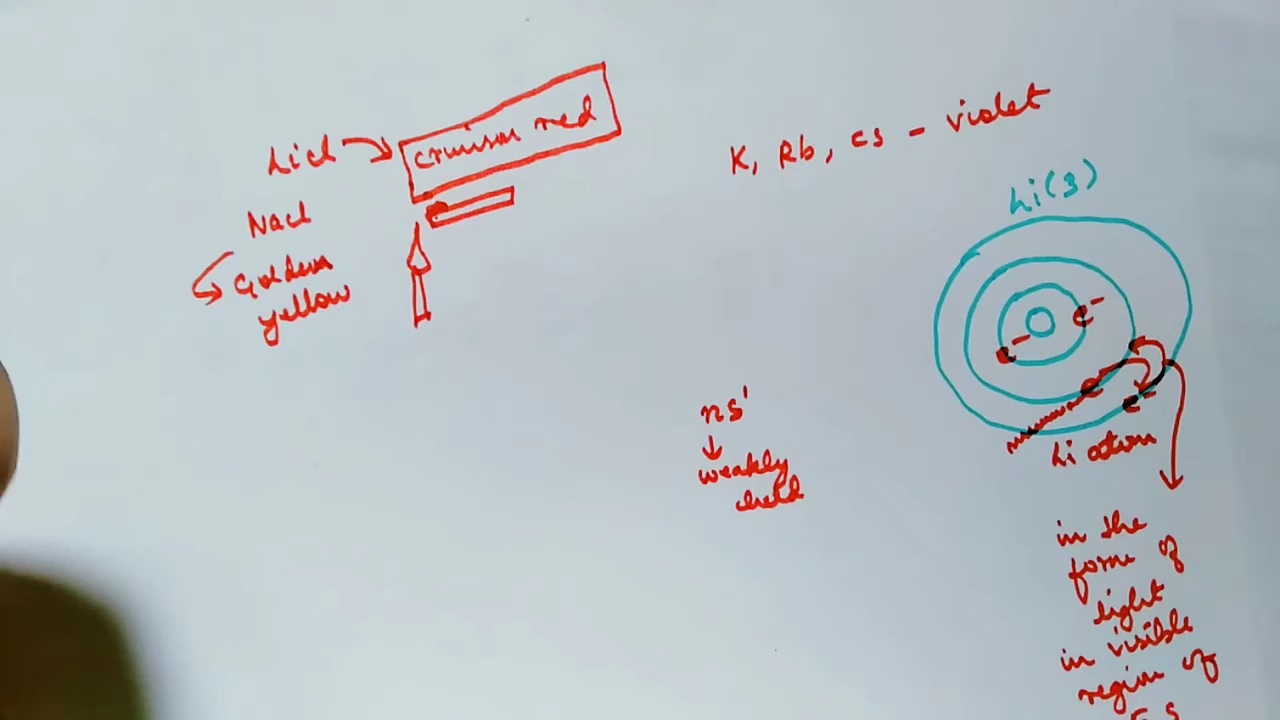 LiCl
crimson red
NaCl
Golden
yellow
K, Rb, Cs - violet
Li(3)
e-
e-
e-
Li atom
ns1
weakly
held
in the
form of
light
in visible
region of